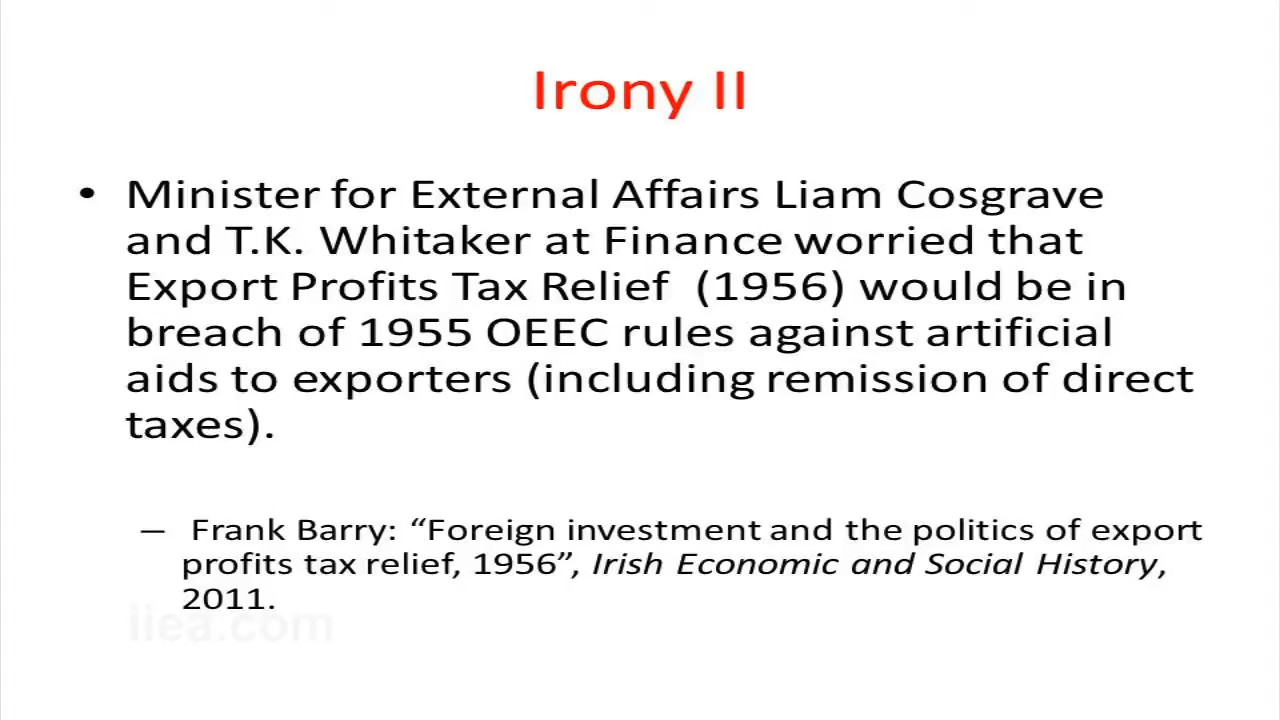 Irony II
• Minister for External Affairs Liam Cosgrave
and T.K. Whitaker at Finance worried that
Export Profits Tax Relief (1956) would be in
breach of 1955 OEEC rules against artificial
aids to exporters (including remission of direct
taxes).
– Frank Barry: “Foreign investment and the politics of export
profits tax relief, 1956”, Irish Economic and Social History,
2011.
iiea.com